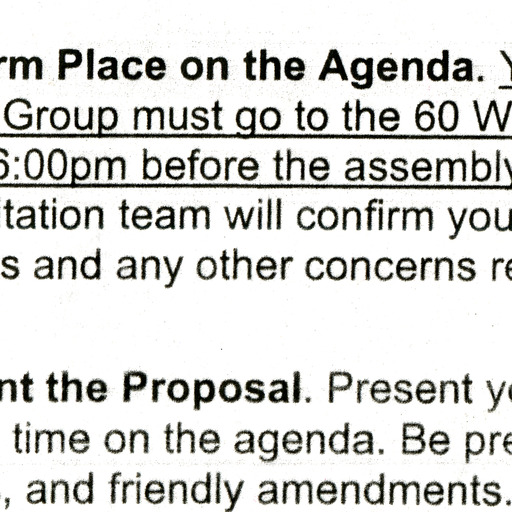 rm Place on the Agenda. Y
Group must go to the 60 W
6:00pm before the assembly
itation team will confirm you
s and any other concerns re
nt the Proposal. Present yo
time on the agenda. Be pre
, and friendly amendments.